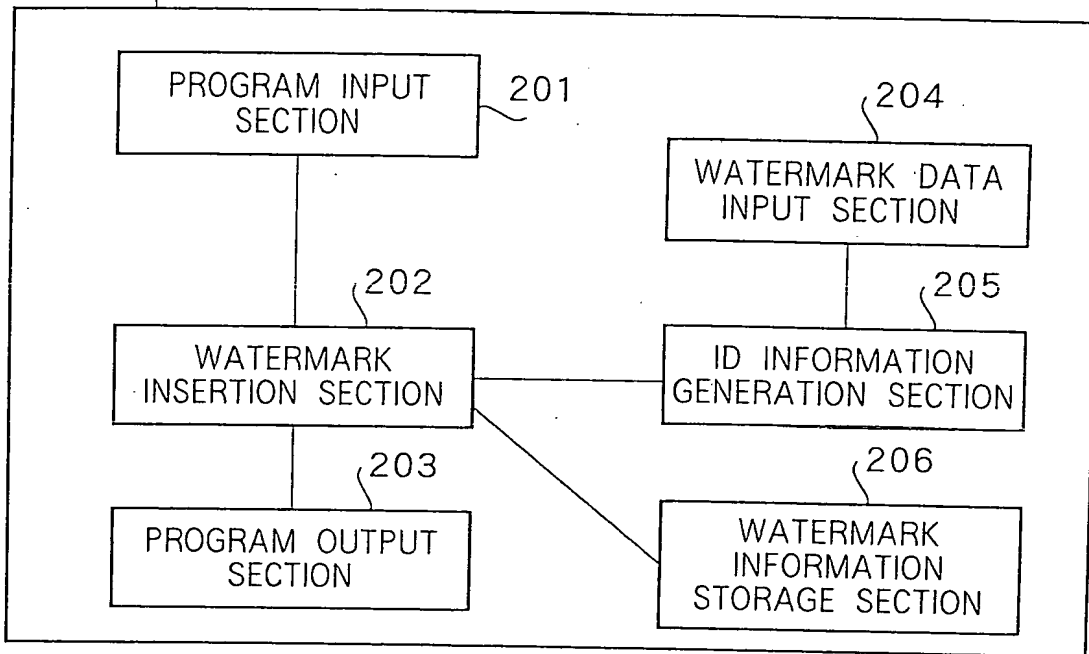 PROGRAM INPUT
SECTION
201
204
WATERMARK DATA
INPUT SECTION
202
205
WATERMARK
INSERTION SECTION
ID INFORMATION
GENERATION SECTION
203
206
PROGRAM OUTPUT
SECTION
WATERMARK
INFORMATION
STORAGE SECTION